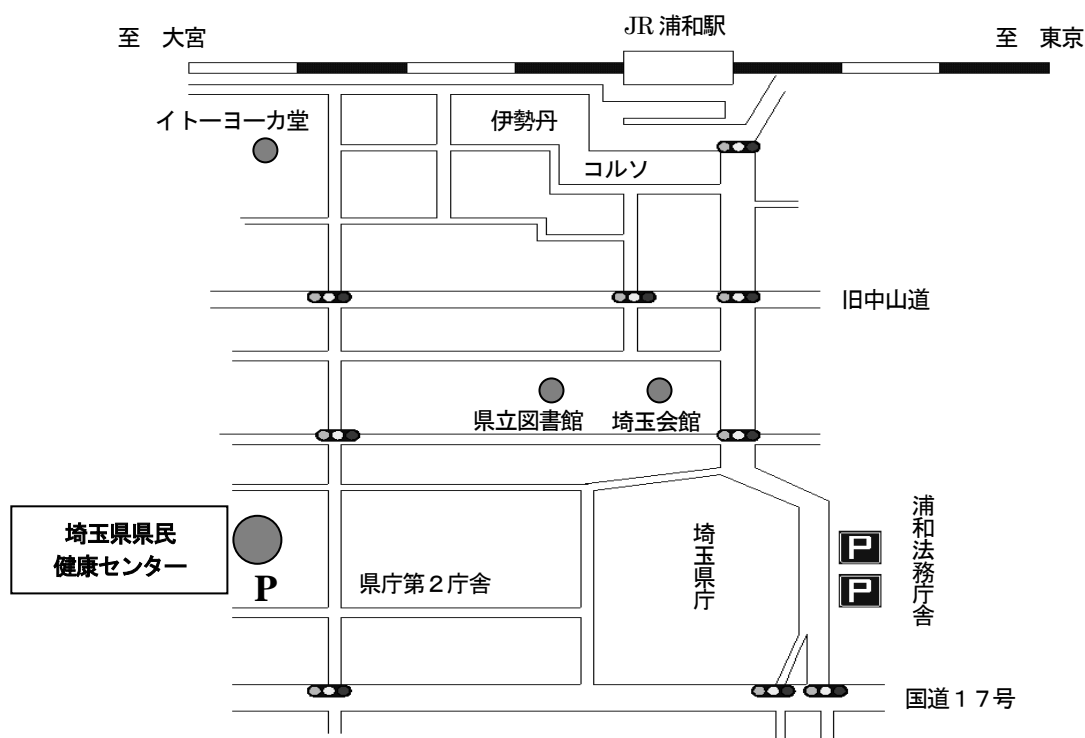 JR 浦和駅
至　大宮
至　東京
イトーヨーカ堂
伊勢丹
コルソ
旧中山道
県立図書館
埼玉会館
埼玉県県民
健康センター
P
県庁第２庁舎
埼玉県庁
P
P
浦和法務庁舎
国道１７号